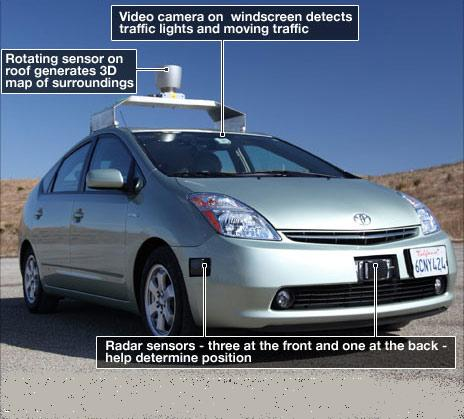 Video camera on windscreen detects
traffic lights and moving traffic
Rotating sensor on
roof generates 3D
map of surroundings
California
6CNY424
Radar sensors - three at the front and one at the back -
help determine position